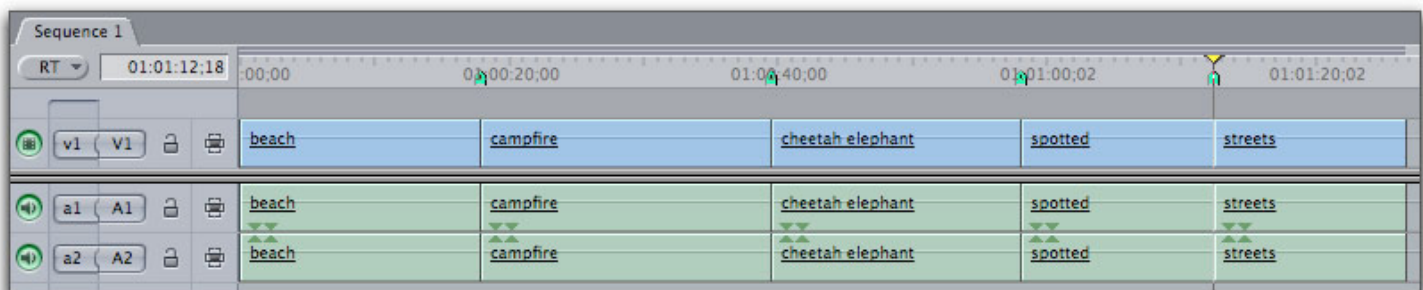 Sequence 1
RT 01:01:12;18 :00;00 01:00:20;00 01:00:40;00 01:01:00;02 01:01:20;02
v1 V1 beach campfire cheetah elephant spotted streets
a1 A1 beach campfire cheetah elephant spotted streets
a2 A2 beach campfire cheetah elephant spotted streets